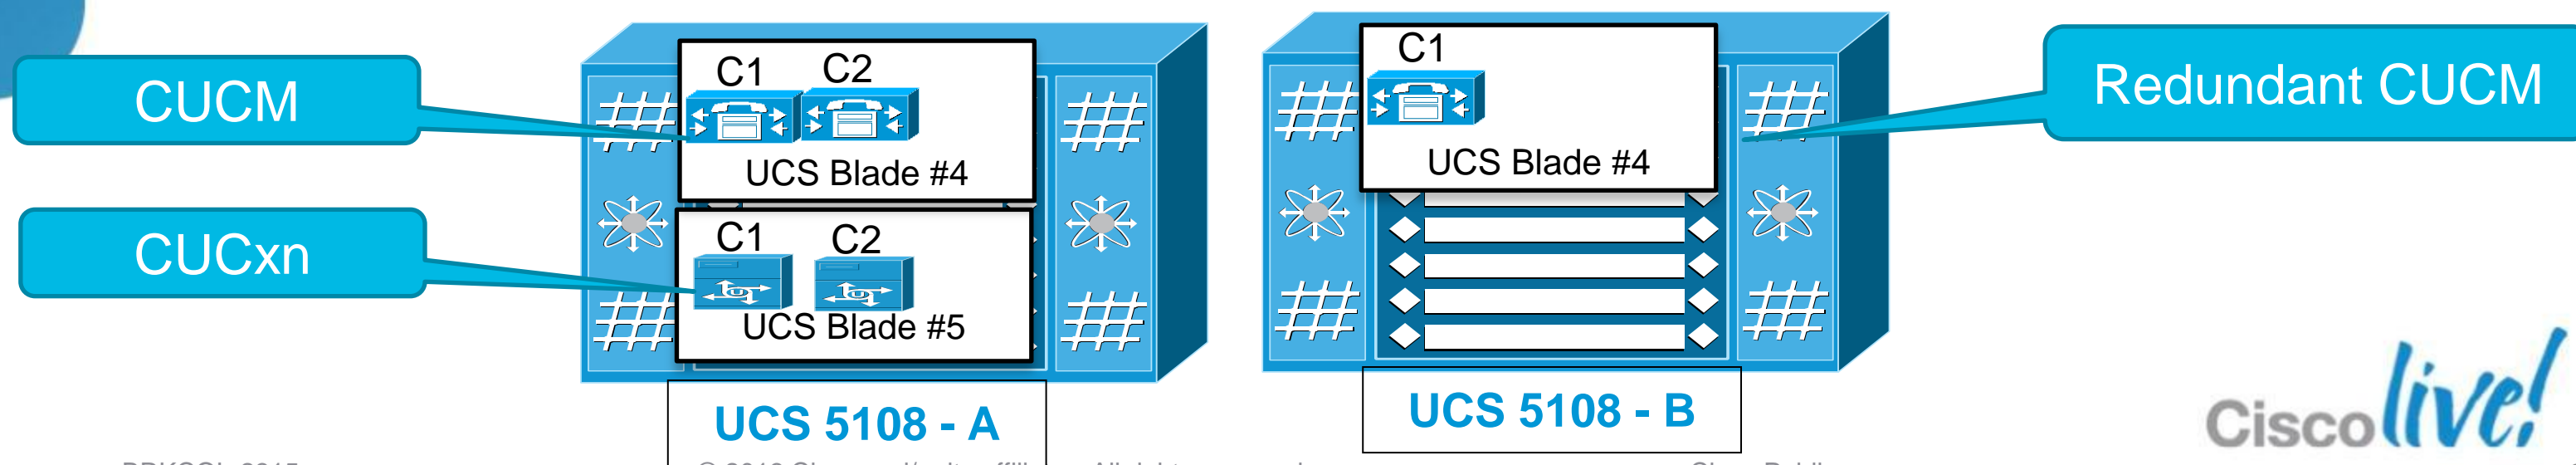 CUCM
CUCxn
C1 C2
UCS Blade #4
C1 C2
UCS Blade #5
UCS 5108 - A
C1
UCS Blade #4
UCS 5108 - B
Redundant CUCM
Cisco live!